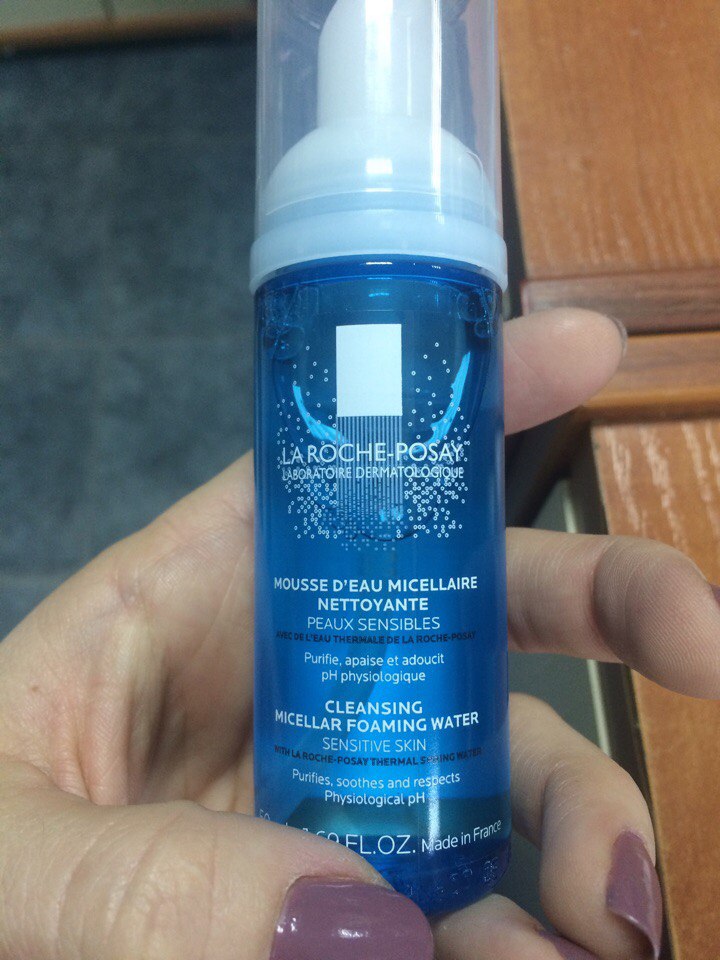 LA ROCHE-POSAY
LABORATOIRE DERMATOLOGIQUE
MOUSSE D'EAU MICELLAIRE
NETTOYANTE
PEAUX SENSIBLES
AVEC DE L'EAU THERMALE DE LA ROCHE-POSAY
Purifie, apaise et adoucit
pH physiologique
CLEANSING
MICELLAR FOAMING WATER
SENSITIVE SKIN
WITH LA ROCHE-POSAY THERMAL SPRING WATER
Purifies, soothes and respects
Physiological pH
FL.OZ. Made in France